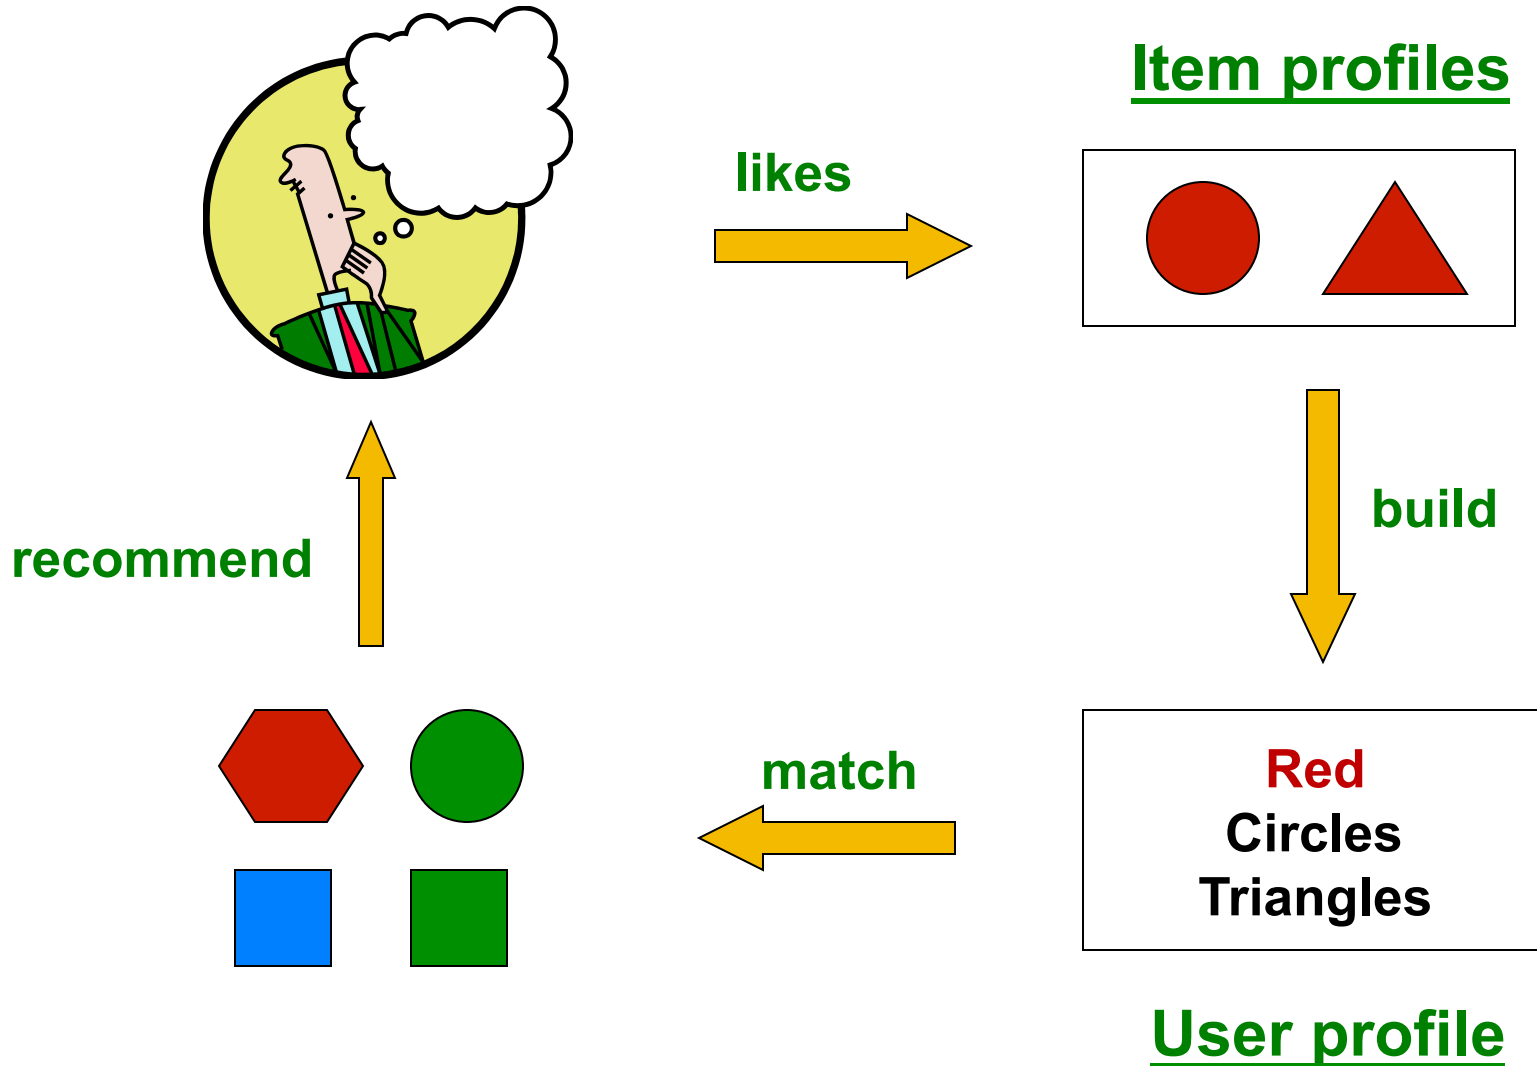 Item profiles
likes
build
recommend
match
Red
Circles
Triangles
User profile